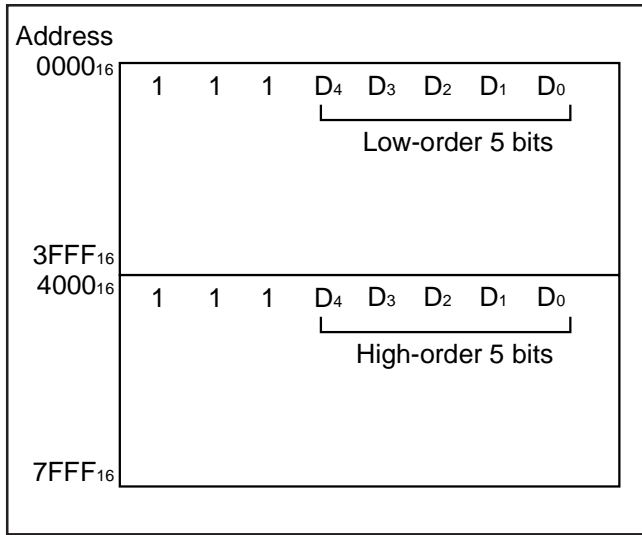 Address
0000₁₆
1 1 1 D₄ D₃ D₂ D₁ D₀
Low-order 5 bits
3FFF₁₆
4000₁₆
1 1 1 D₄ D₃ D₂ D₁ D₀
High-order 5 bits
7FFF₁₆